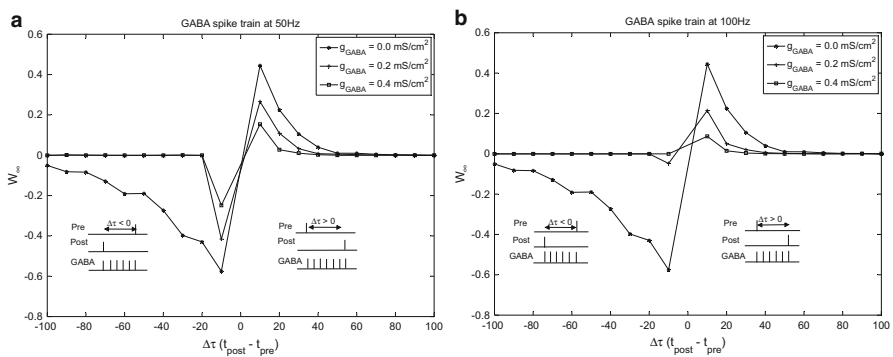 a
GABA spike train at 50Hz
g_GABA = 0.0 mS/cm²
g_GABA = 0.2 mS/cm²
g_GABA = 0.4 mS/cm²
0.6
0.4
0.2
0
-0.2
-0.4
-0.6
-0.8
W∞
Pre
Δτ < 0
Post
GABA
Pre
Δτ > 0
Post
GABA
-100 -80 -60 -40 -20 0 20 40 60 80 100
Δτ (t_post - t_pre)
b
GABA spike train at 100Hz
g_GABA = 0.0 mS/cm²
g_GABA = 0.2 mS/cm²
g_GABA = 0.4 mS/cm²
0.6
0.4
0.2
0
-0.2
-0.4
-0.6
-0.8
W∞
Pre
Δτ < 0
Post
GABA
Pre
Δτ > 0
Post
GABA
-100 -80 -60 -40 -20 0 20 40 60 80 100
Δτ (t_post - t_pre)